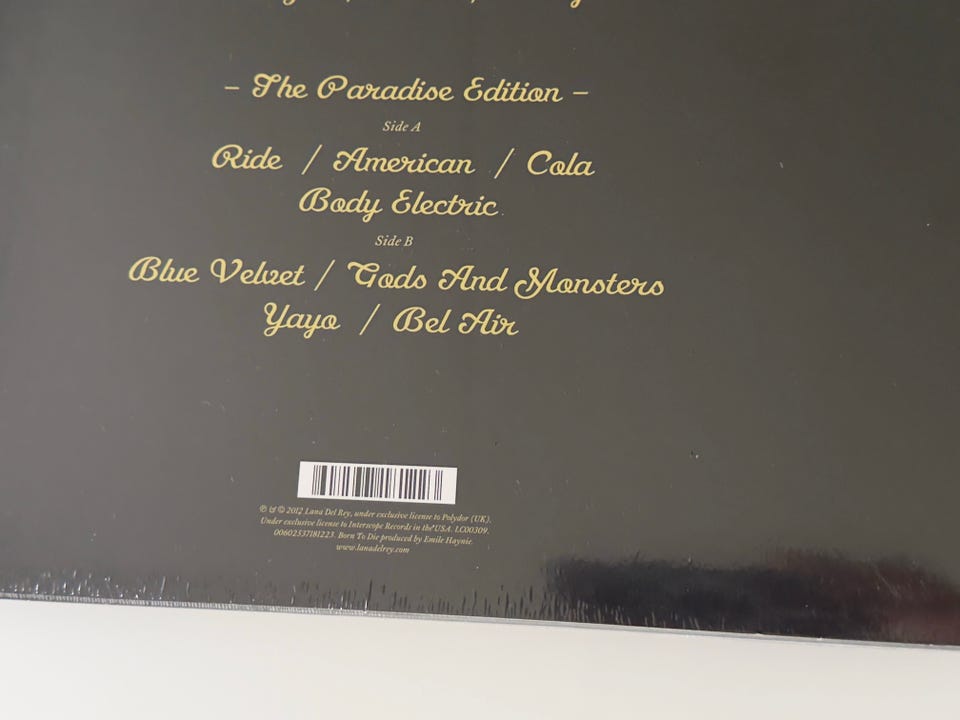 – The Paradise Edition –
Side A
Ride / American / Cola
Body Electric
Side B
Blue Velvet / Gods And Monsters
Yayo / Bel Air
℗ & © 2012 Lana Del Rey, under exclusive license to Polydor (UK).
Under exclusive license to Interscope Records in the USA. LC00309.
00602537181223. Born To Die produced by Emile Haynie.
www.lanadelrey.com